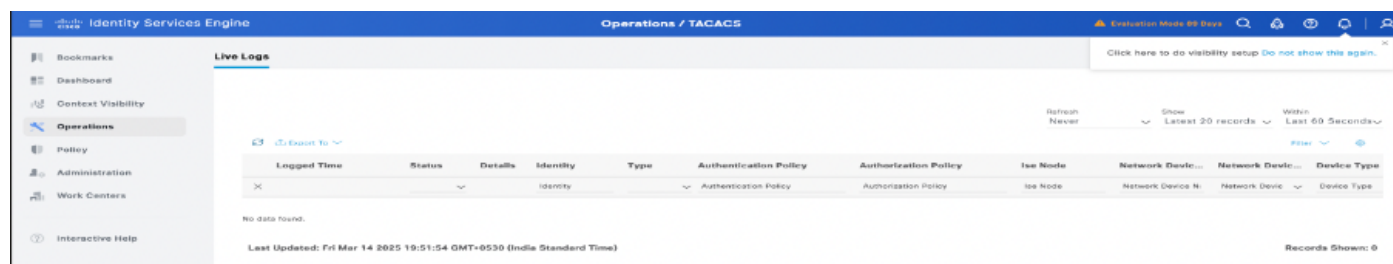 cisco Identity Services Engine Operations / TACACS Evaluation Mode 89 Days
Click here to do visibility setup Do not show this again.
Bookmarks
Dashboard
Context Visibility
Operations
Policy
Administration
Work Centers
Interactive Help
Live Logs
Refresh Show Within
Never Latest 20 records Last 60 Seconds
Export To Filter
Logged Time Status Details Identity Type Authentication Policy Authorization Policy Ise Node Network Devic... Network Devic... Device Type
Identity Authentication Policy Authorization Policy Ise Node Network Device N Network Devic Device Type
No data found.
Last Updated: Fri Mar 14 2025 19:51:54 GMT+0530 (India Standard Time) Records Shown: 0